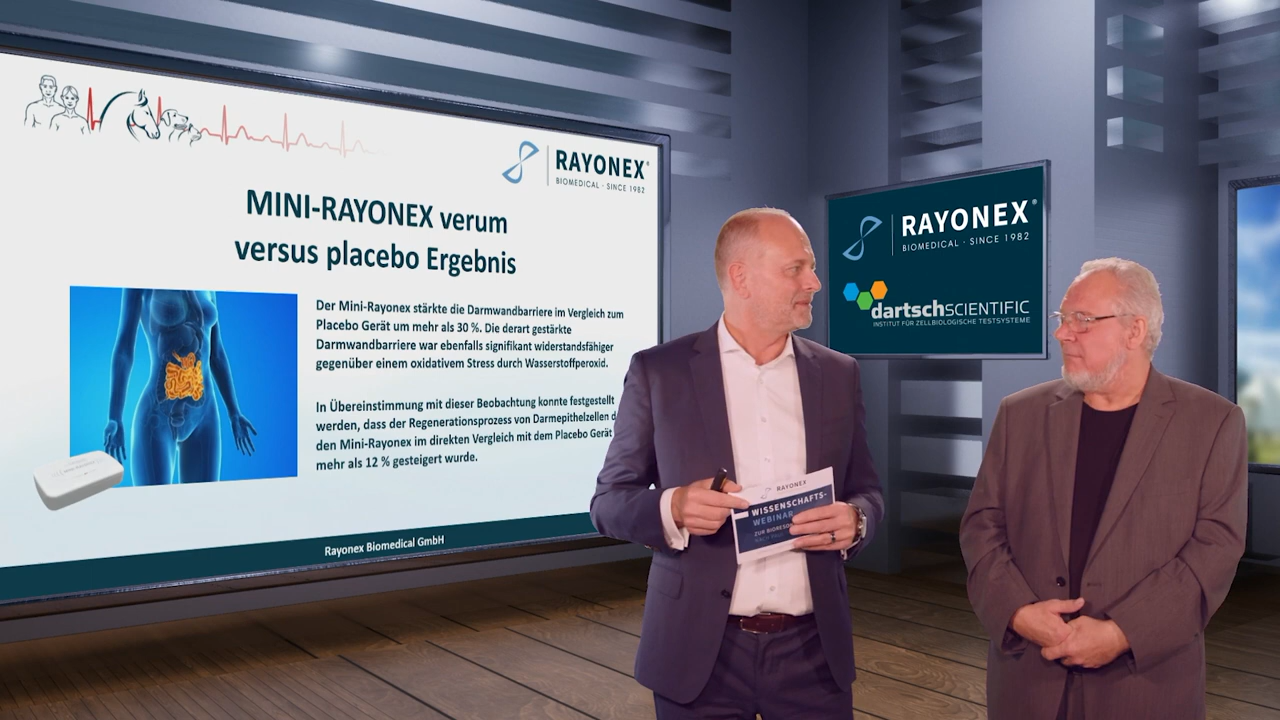 RAYONEX®
BIOMEDICAL · SINCE 1982
MINI-RAYONEX verum
versus placebo Ergebnis
Der Mini-Rayonex stärkte die Darmwandbarriere im Vergleich zum
Placebo Gerät um mehr als 30 %. Die derart gestärkte
Darmwandbarriere war ebenfalls signifikant widerstandsfähiger
gegenüber einem oxidativem Stress durch Wasserstoffperoxid.
In Übereinstimmung mit dieser Beobachtung konnte festgestellt
werden, dass der Regenerationsprozess von Darmepithelzellen
den Mini-Rayonex im direkten Vergleich mit dem Placebo Gerät
mehr als 12 % gesteigert wurde.
Rayonex Biomedical GmbH
RAYONEX®
BIOMEDICAL · SINCE 1982
dartschSCIENTIFIC
INSTITUT FÜR ZELLBIOLOGISCHE TESTSYSTEME
RAYONEX
WISSENSCHAFTS-
WEBINAR
ZUR